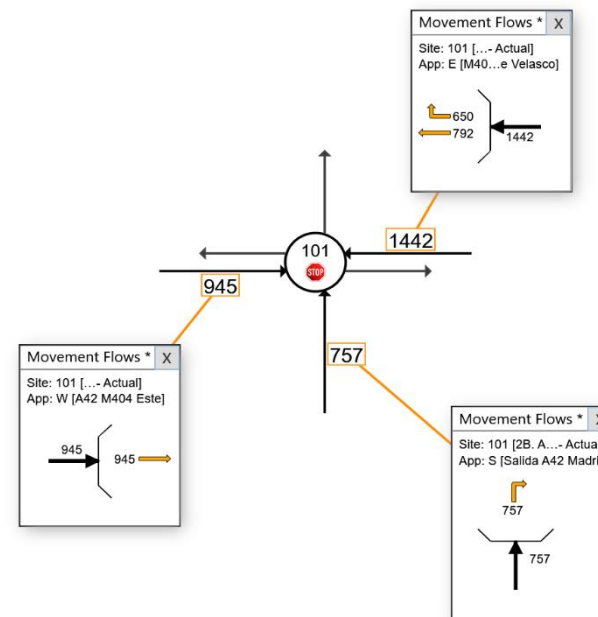 Movement Flows * X
Site: 101 [...- Actual]
App: E [M40...e Velasco]
650
792
1442
101
STOP
1442
945
757
Movement Flows * X
Site: 101 [...- Actual]
App: W [A42 M404 Este]
945
945
Movement Flows *
Site: 101 [2B. A...- Actua
App: S [Salida A42 Madri
757
757